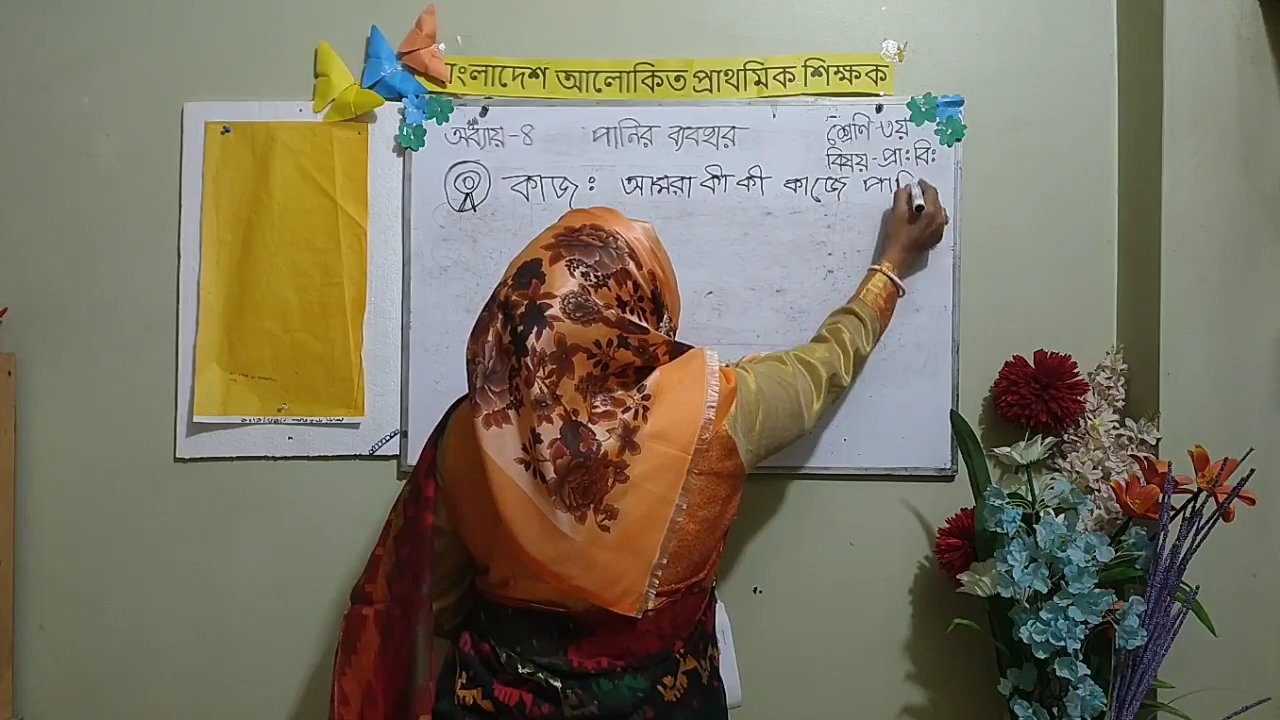 বাংলাদেশ আলোকিত প্রাথমিক শিক্ষক
অধ্যায়-৪ পানির ব্যবহার শ্রেণি-৩য়
বিষয়-প্রা:বি:
কাজ: আমরা কী কী কাজে পানি